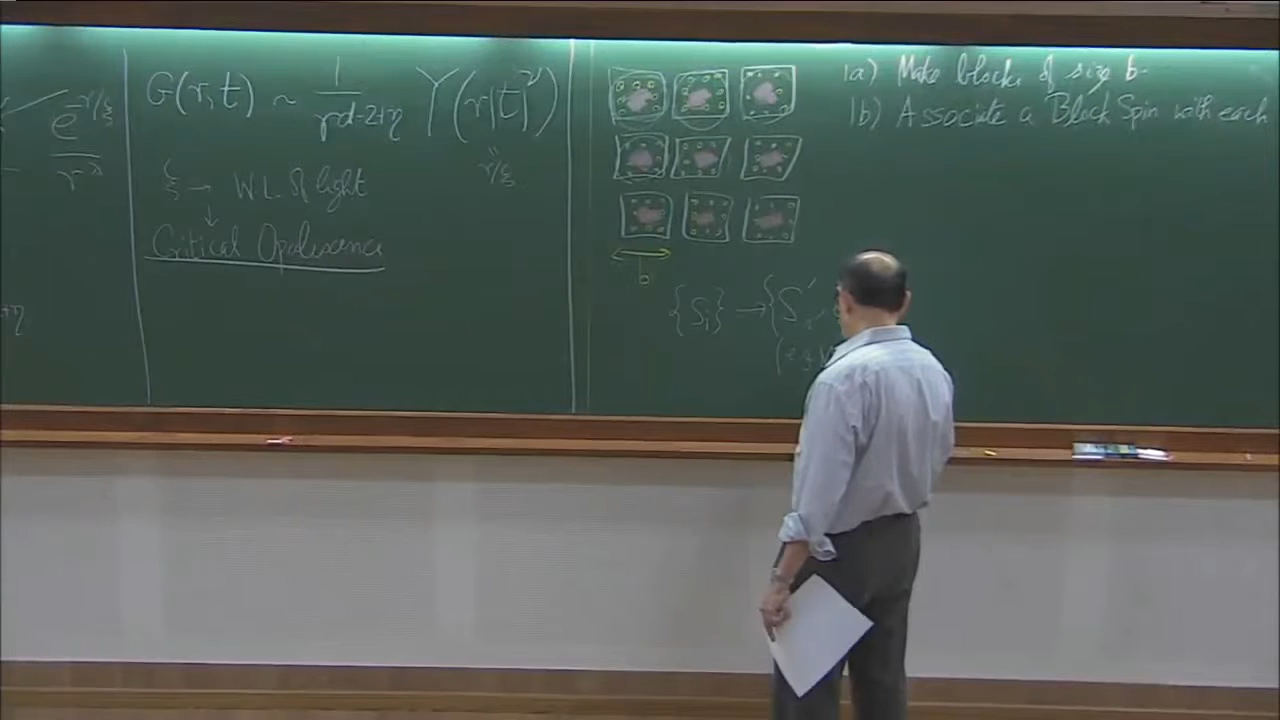 e^{-r/ξ}
r^λ
G(r,t) ~ 1/r^{d-2+η} Y(r|t|^ν)
r/ξ
ξ → W.L. of light
↓
Critical Opalescence
+η
b
{S_i} → {S'
(e.g.
1a) Make blocks of size b.
1b) Associate a Block Spin with each